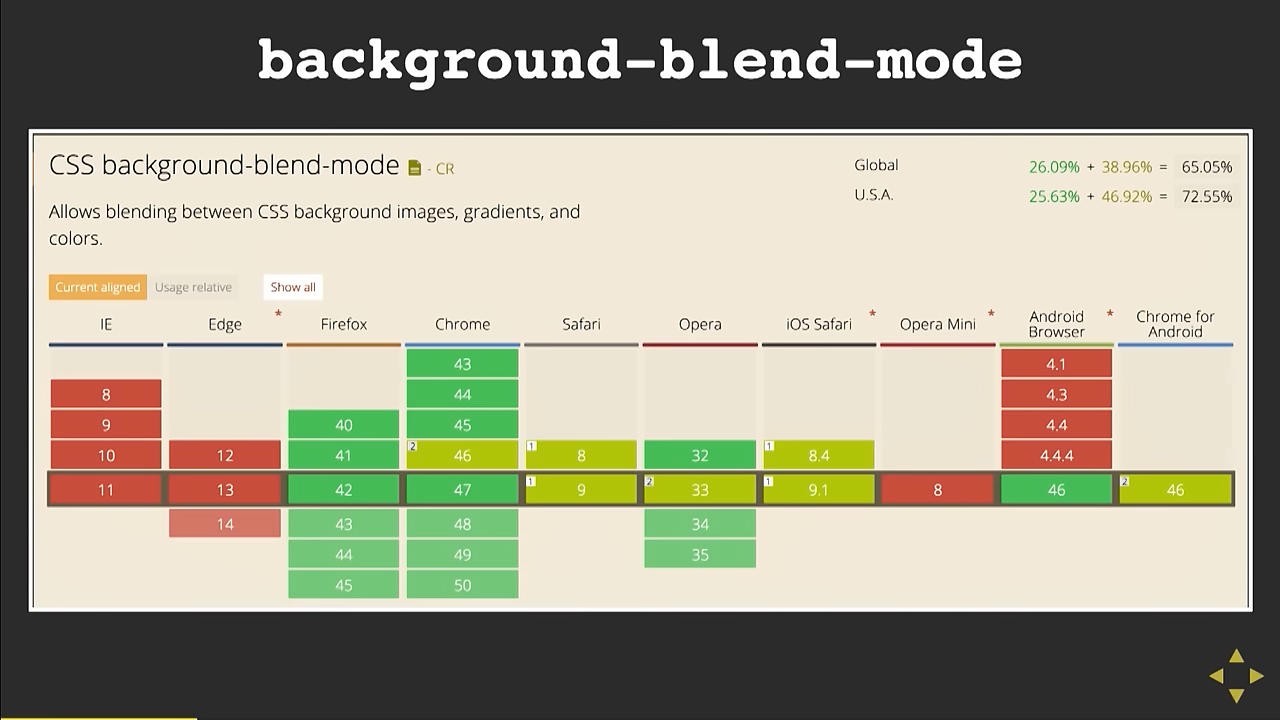 background-blend-mode
CSS background-blend-mode - CR
Global 26.09% + 38.96% = 65.05%
U.S.A. 25.63% + 46.92% = 72.55%
Allows blending between CSS background images, gradients, and
colors.
Current aligned Usage relative Show all
IE Edge * Firefox Chrome Safari Opera iOS Safari * Opera Mini * Android Browser * Chrome for Android
43 4.1
8 44 4.3
9 40 45 4.4
10 12 41 2 46 1 8 32 1 8.4 4.4.4
11 13 42 47 1 9 2 33 1 9.1 8 46 2 46
14 43 48 34
44 49 35
45 50